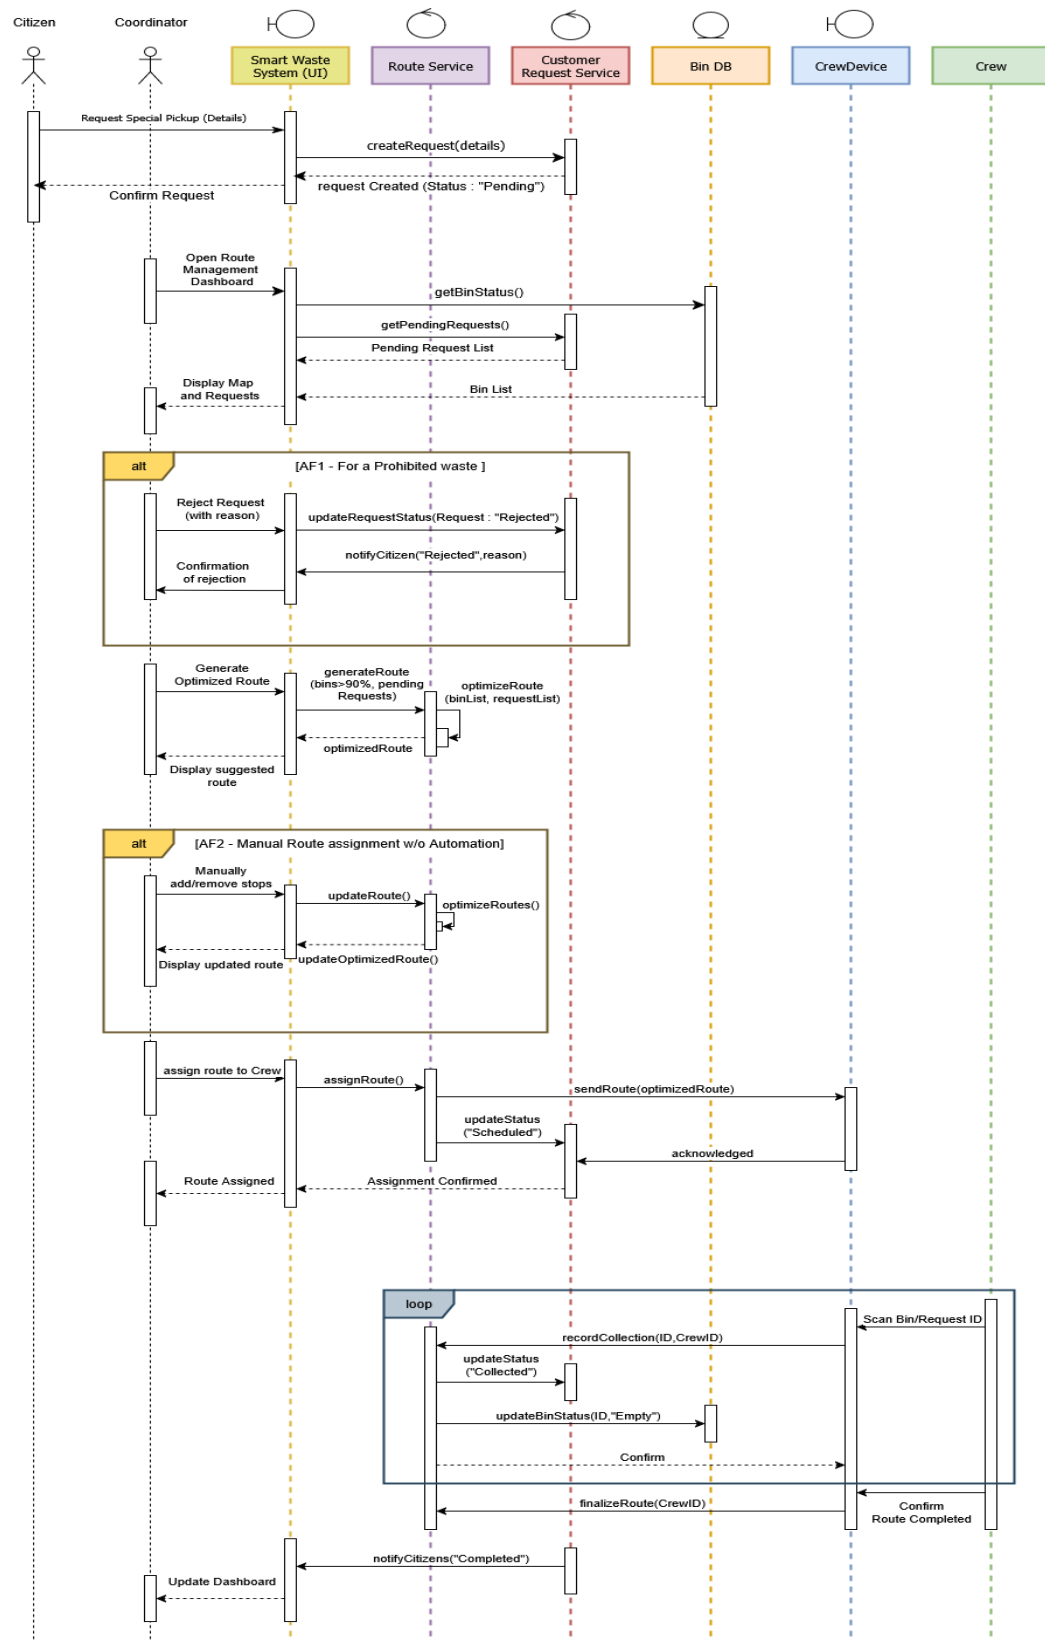 Citizen
Coordinator
Smart Waste
System (UI)
Route Service
Customer
Request Service
Bin DB
CrewDevice
Crew
Request Special Pickup (Details)
createRequest(details)
request Created (Status : "Pending")
Confirm Request
Open Route
Management
Dashboard
getBinStatus()
getPendingRequests()
Pending Request List
Display Map
and Requests
Bin List
alt
[AF1 - For a Prohibited waste ]
Reject Request
(with reason)
updateRequestStatus(Request : "Rejected")
notifyCitizen("Rejected",reason)
Confirmation
of rejection
Generate
Optimized Route
generateRoute
(bins>90%, pending
Requests)
optimizeRoute
(binList, requestList)
optimizedRoute
Display suggested
route
alt
[AF2 - Manual Route assignment w/o Automation]
Manually
add/remove stops
updateRoute()
optimizeRoutes()
updateOptimizedRoute()
Display updated route
assign route to Crew
assignRoute()
sendRoute(optimizedRoute)
updateStatus
("Scheduled")
acknowledged
Assignment Confirmed
Route Assigned
loop
Scan Bin/Request ID
recordCollection(ID,CrewID)
updateStatus
("Collected")
updateBinStatus(ID,"Empty")
Confirm
finalizeRoute(CrewID)
Confirm
Route Completed
notifyCitizens("Completed")
Update Dashboard